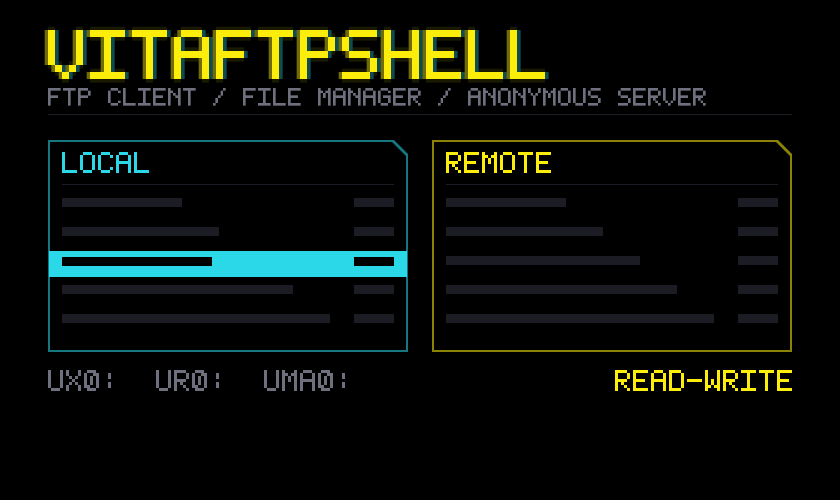 VITAFTPSHELL
FTP CLIENT / FILE MANAGER / ANONYMOUS SERVER
LOCAL
REMOTE
UX0: UR0: UMA0:
READ-WRITE